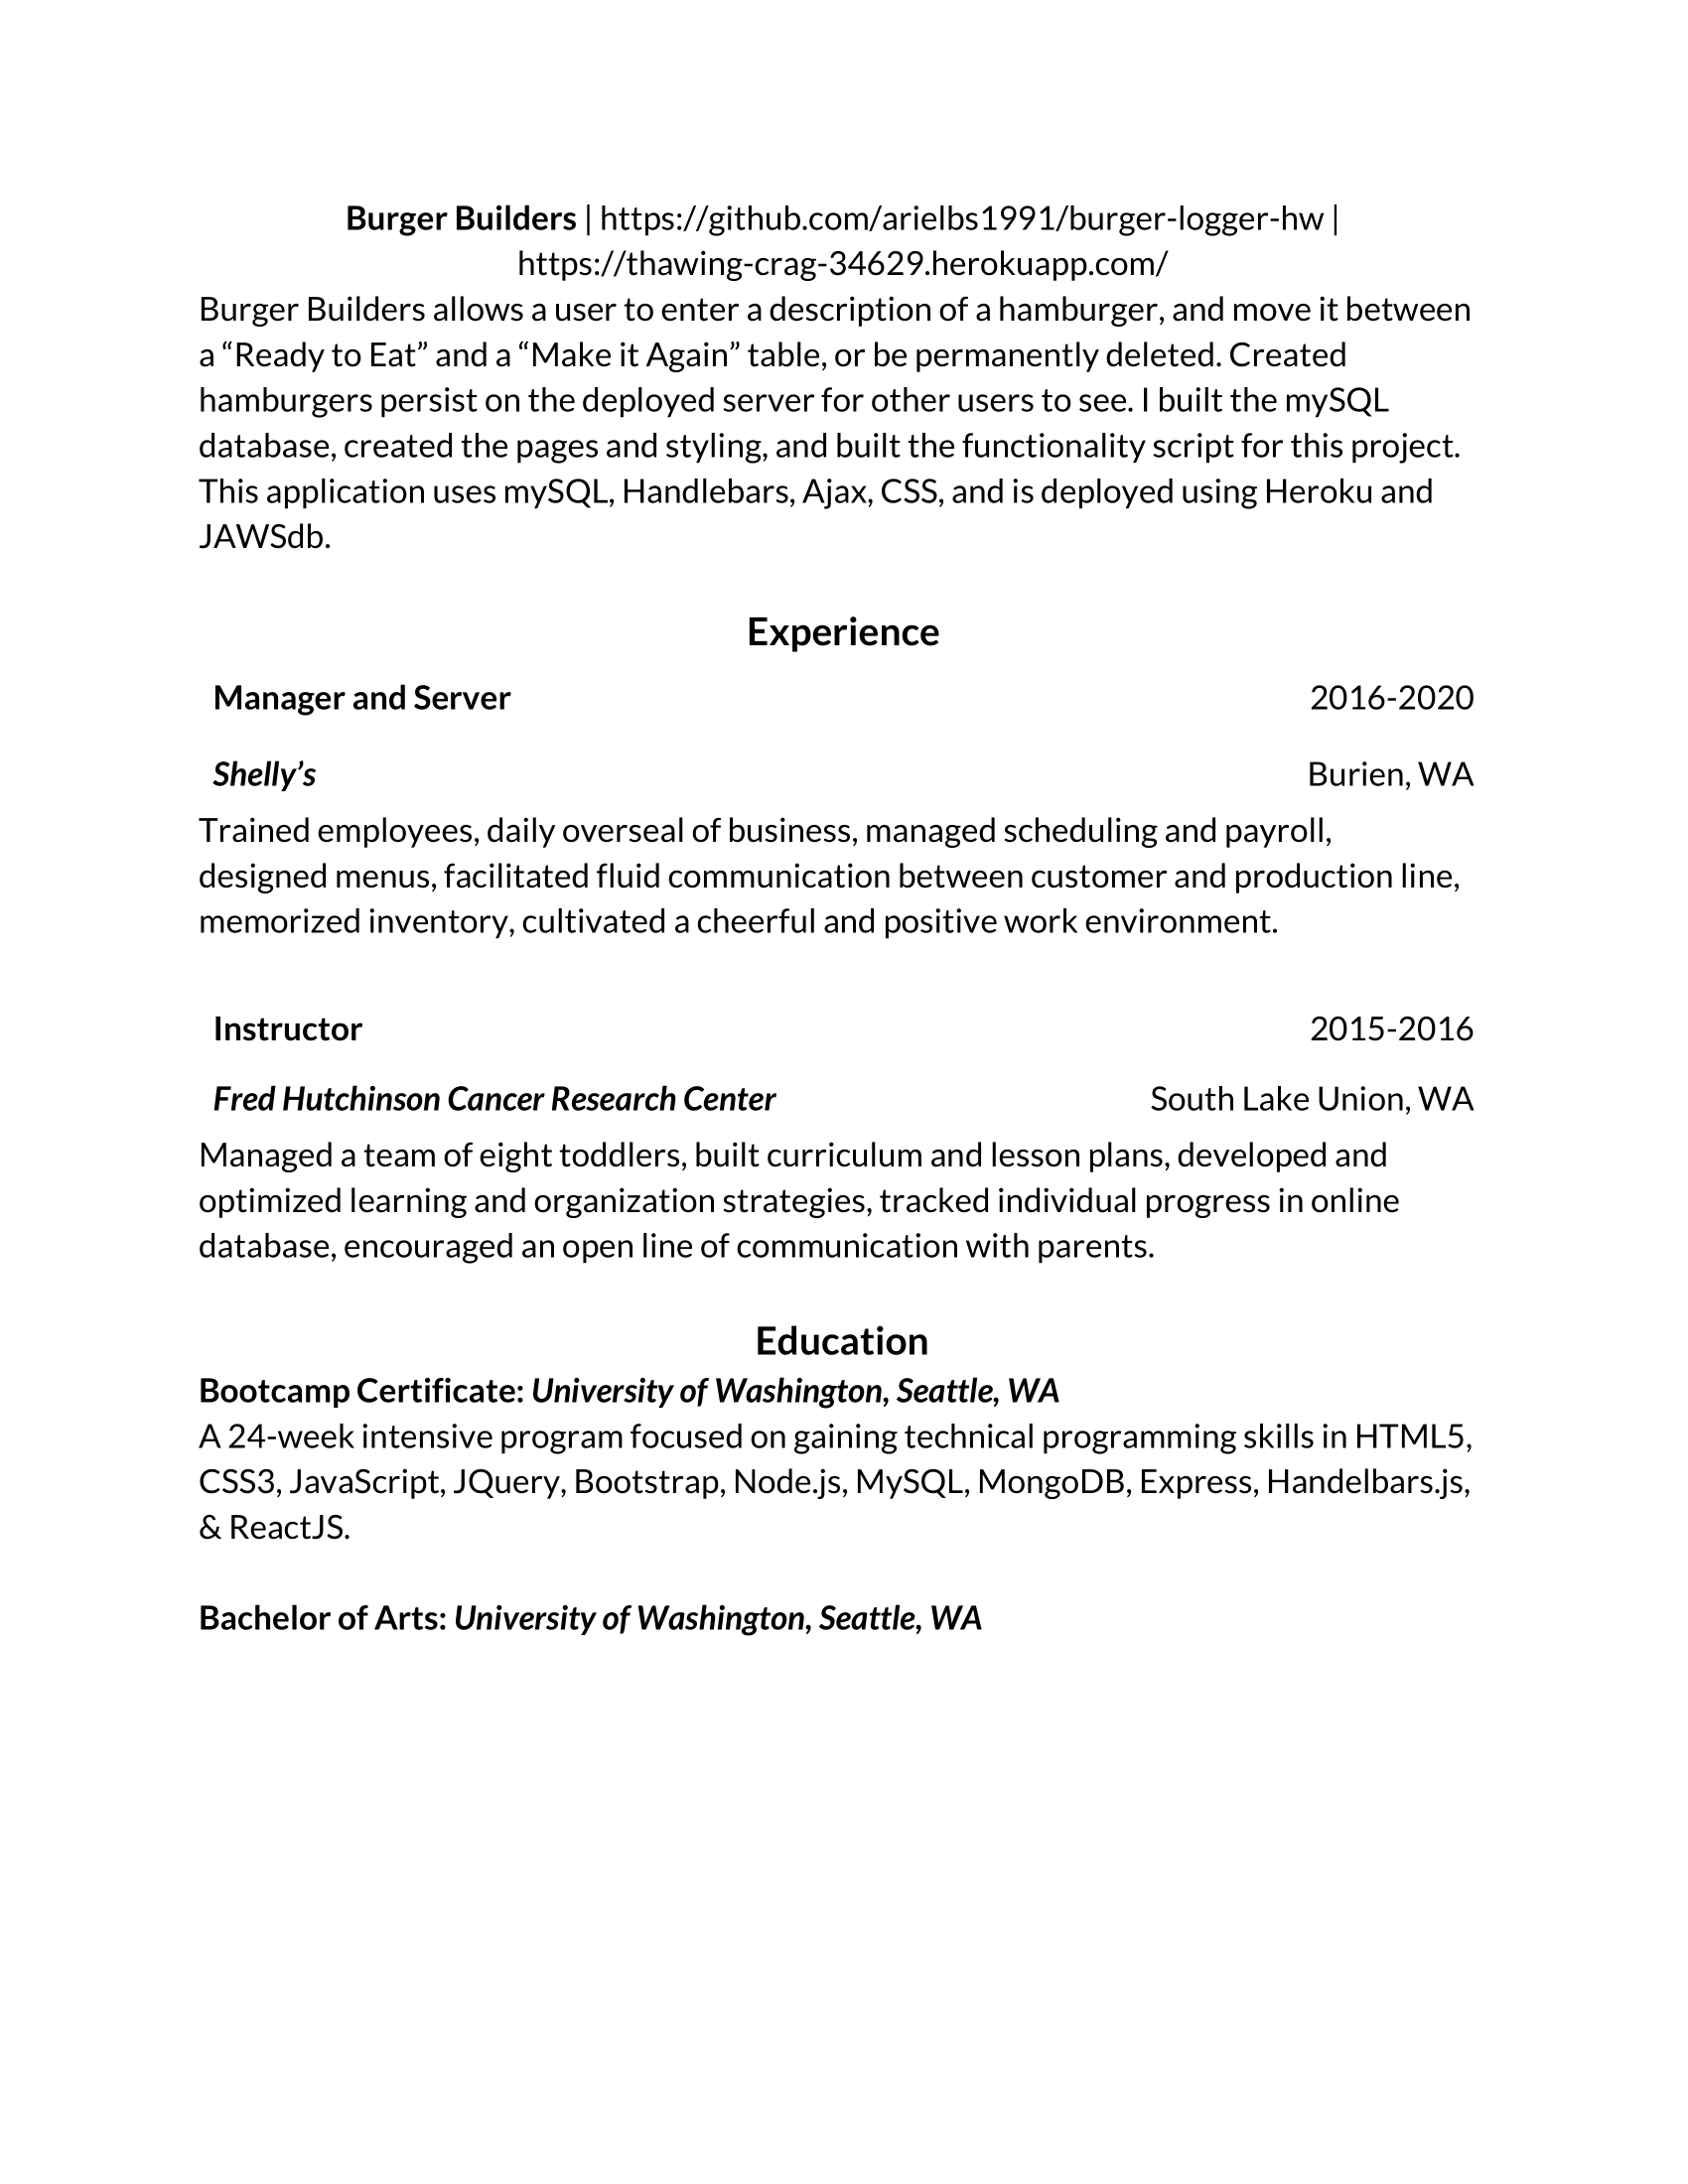 Burger Builders | https://github.com/arielbs1991/burger-logger-hw |
https://thawing-crag-34629.herokuapp.com/
Burger Builders allows a user to enter a description of a hamburger, and move it between
a “Ready to Eat” and a “Make it Again” table, or be permanently deleted. Created
hamburgers persist on the deployed server for other users to see. I built the mySQL
database, created the pages and styling, and built the functionality script for this project.
This application uses mySQL, Handlebars, Ajax, CSS, and is deployed using Heroku and
JAWSdb.
Experience
Manager and Server 2016-2020
Shelly’s Burien, WA
Trained employees, daily overseal of business, managed scheduling and payroll,
designed menus, facilitated fluid communication between customer and production line,
memorized inventory, cultivated a cheerful and positive work environment.
Instructor 2015-2016
Fred Hutchinson Cancer Research Center South Lake Union, WA
Managed a team of eight toddlers, built curriculum and lesson plans, developed and
optimized learning and organization strategies, tracked individual progress in online
database, encouraged an open line of communication with parents.
Education
Bootcamp Certificate: University of Washington, Seattle, WA
A 24-week intensive program focused on gaining technical programming skills in HTML5,
CSS3, JavaScript, JQuery, Bootstrap, Node.js, MySQL, MongoDB, Express, Handelbars.js,
& ReactJS.
Bachelor of Arts: University of Washington, Seattle, WA